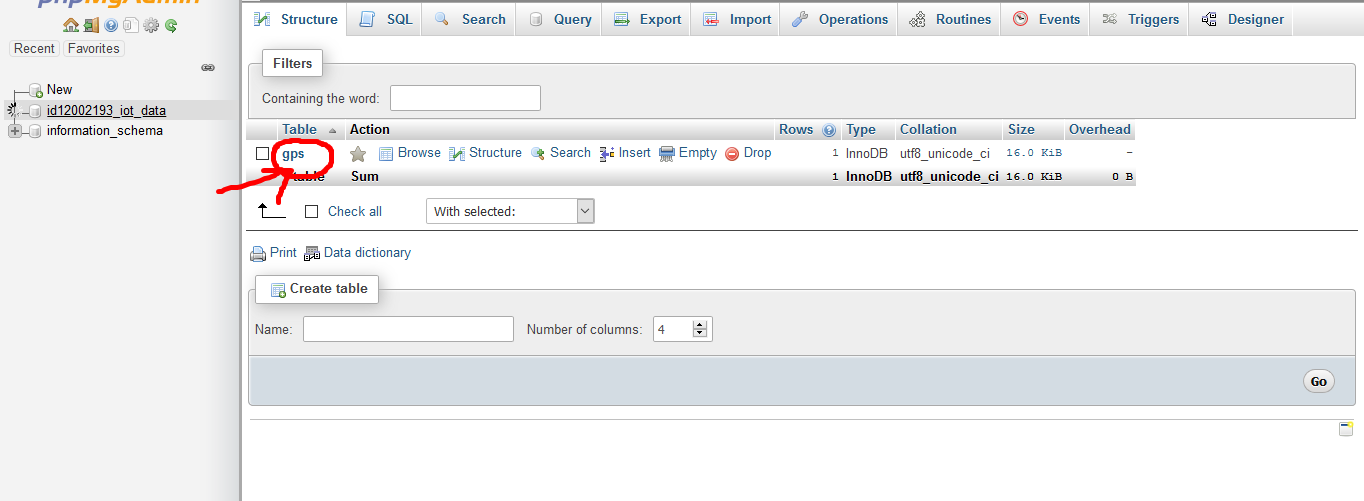 phpMyAdmin
Structure SQL Search Query Export Import Operations Routines Events Triggers Designer
Recent Favorites
Filters
New
Containing the word:
id12002193_iot_data
information_schema
Table Action Rows Type Collation Size Overhead
gps Browse Structure Search Insert Empty Drop 1 InnoDB utf8_unicode_ci 16.0 KiB -
table Sum 1 InnoDB utf8_unicode_ci 16.0 KiB 0 B
Check all With selected:
Print Data dictionary
Create table
Name: Number of columns: 4
Go